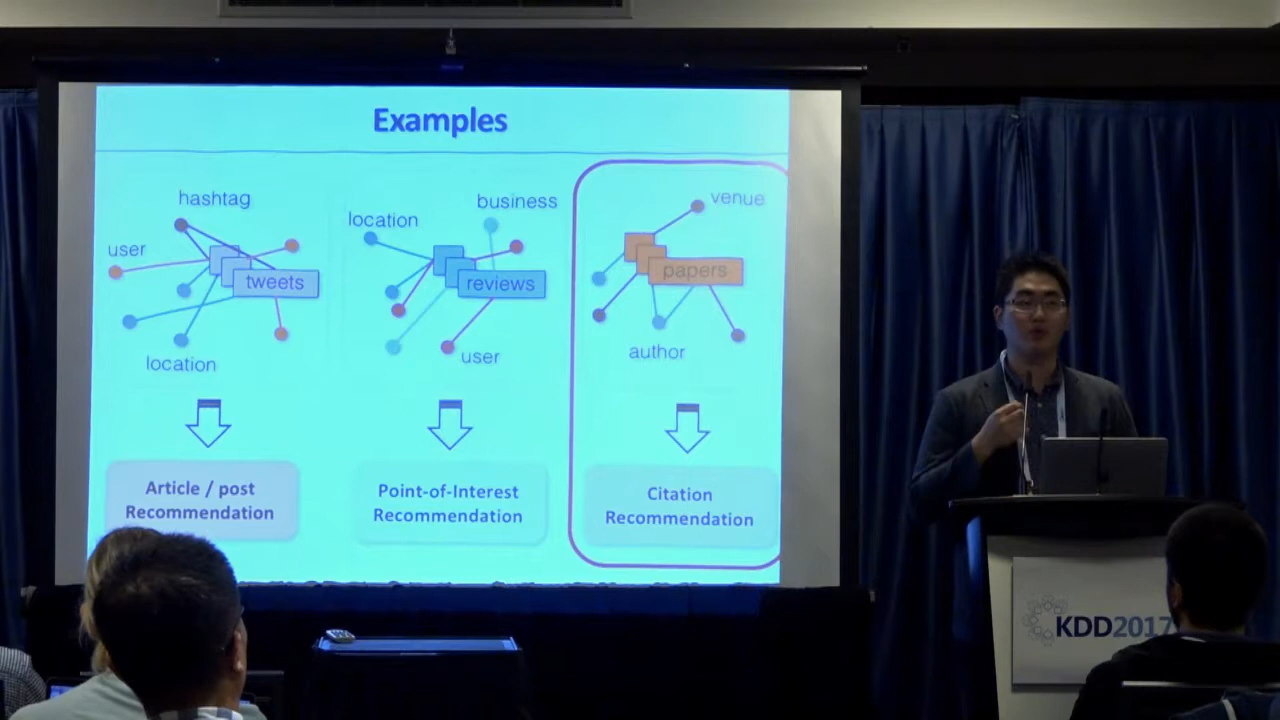 Examples
hashtag
user
tweets
location
Article / post
Recommendation
location
business
reviews
user
Point-of-Interest
Recommendation
venue
papers
author
Citation
Recommendation
KDD2017